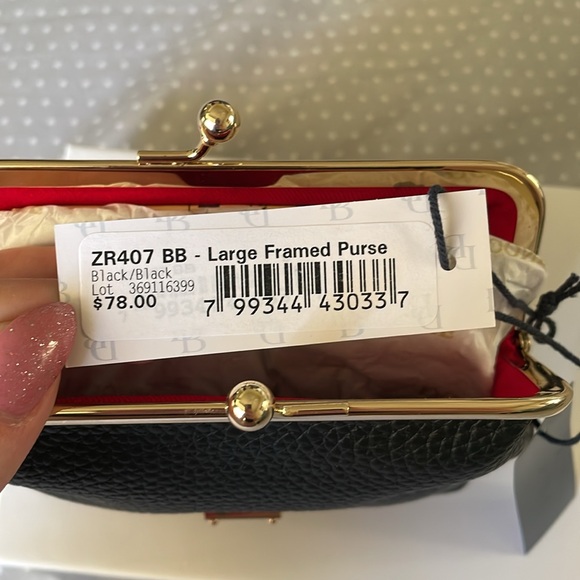 ZR407 BB - Large Framed Purse
Black/Black
Lot 369116399
$78.00
7 99344 43033 7